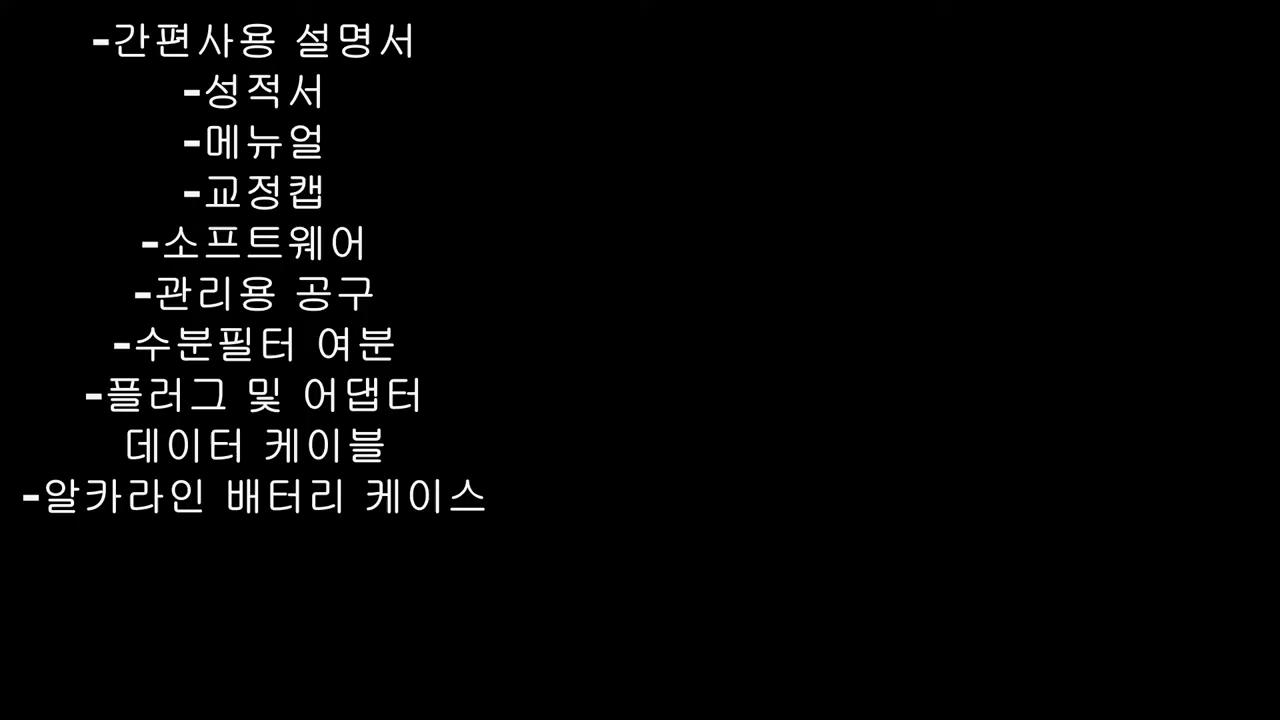 -간편사용 설명서
-성적서
-메뉴얼
-교정캡
-소프트웨어
-관리용 공구
-수분필터 여분
-플러그 및 어댑터
데이터 케이블
-알카라인 배터리 케이스